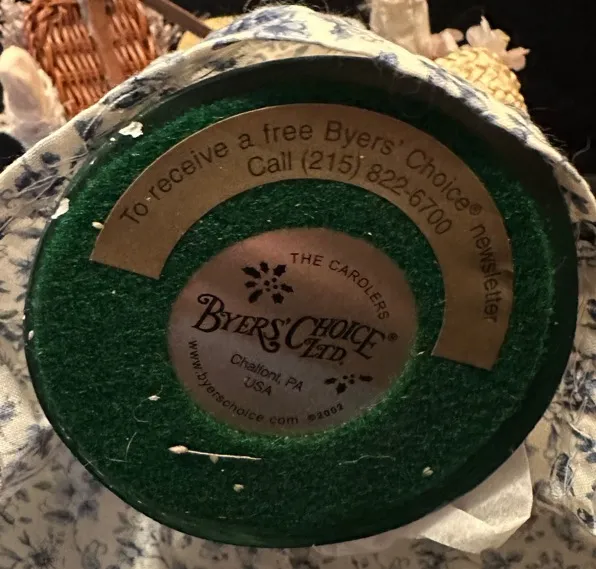 To receive a free Byers' Choice® newsletter
Call (215) 822-6700
THE CAROLERS
BYERS' CHOICE®
LTD.
Chalfont, PA
USA
www.byerschoice.com ©2002